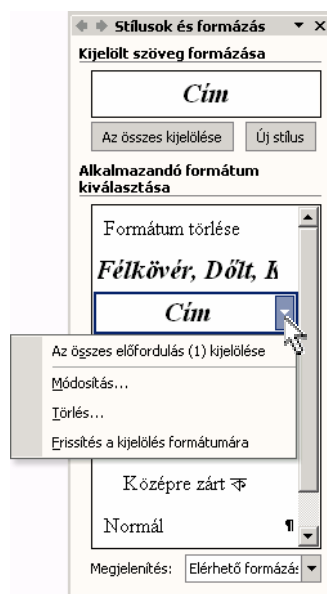 Stílusok és formázás
Kijelölt szöveg formázása
Cím
Az összes kijelölése Új stílus
Alkalmazandó formátum
kiválasztása
Formátum törlése
Félkövér, Dőlt, K
Cím
Az összes előfordulás (1) kijelölése
Módosítás...
Törlés...
Frissítés a kijelölés formátumára
Középre zárt क
Normál ¶
Megjelenítés: Elérhető formázás